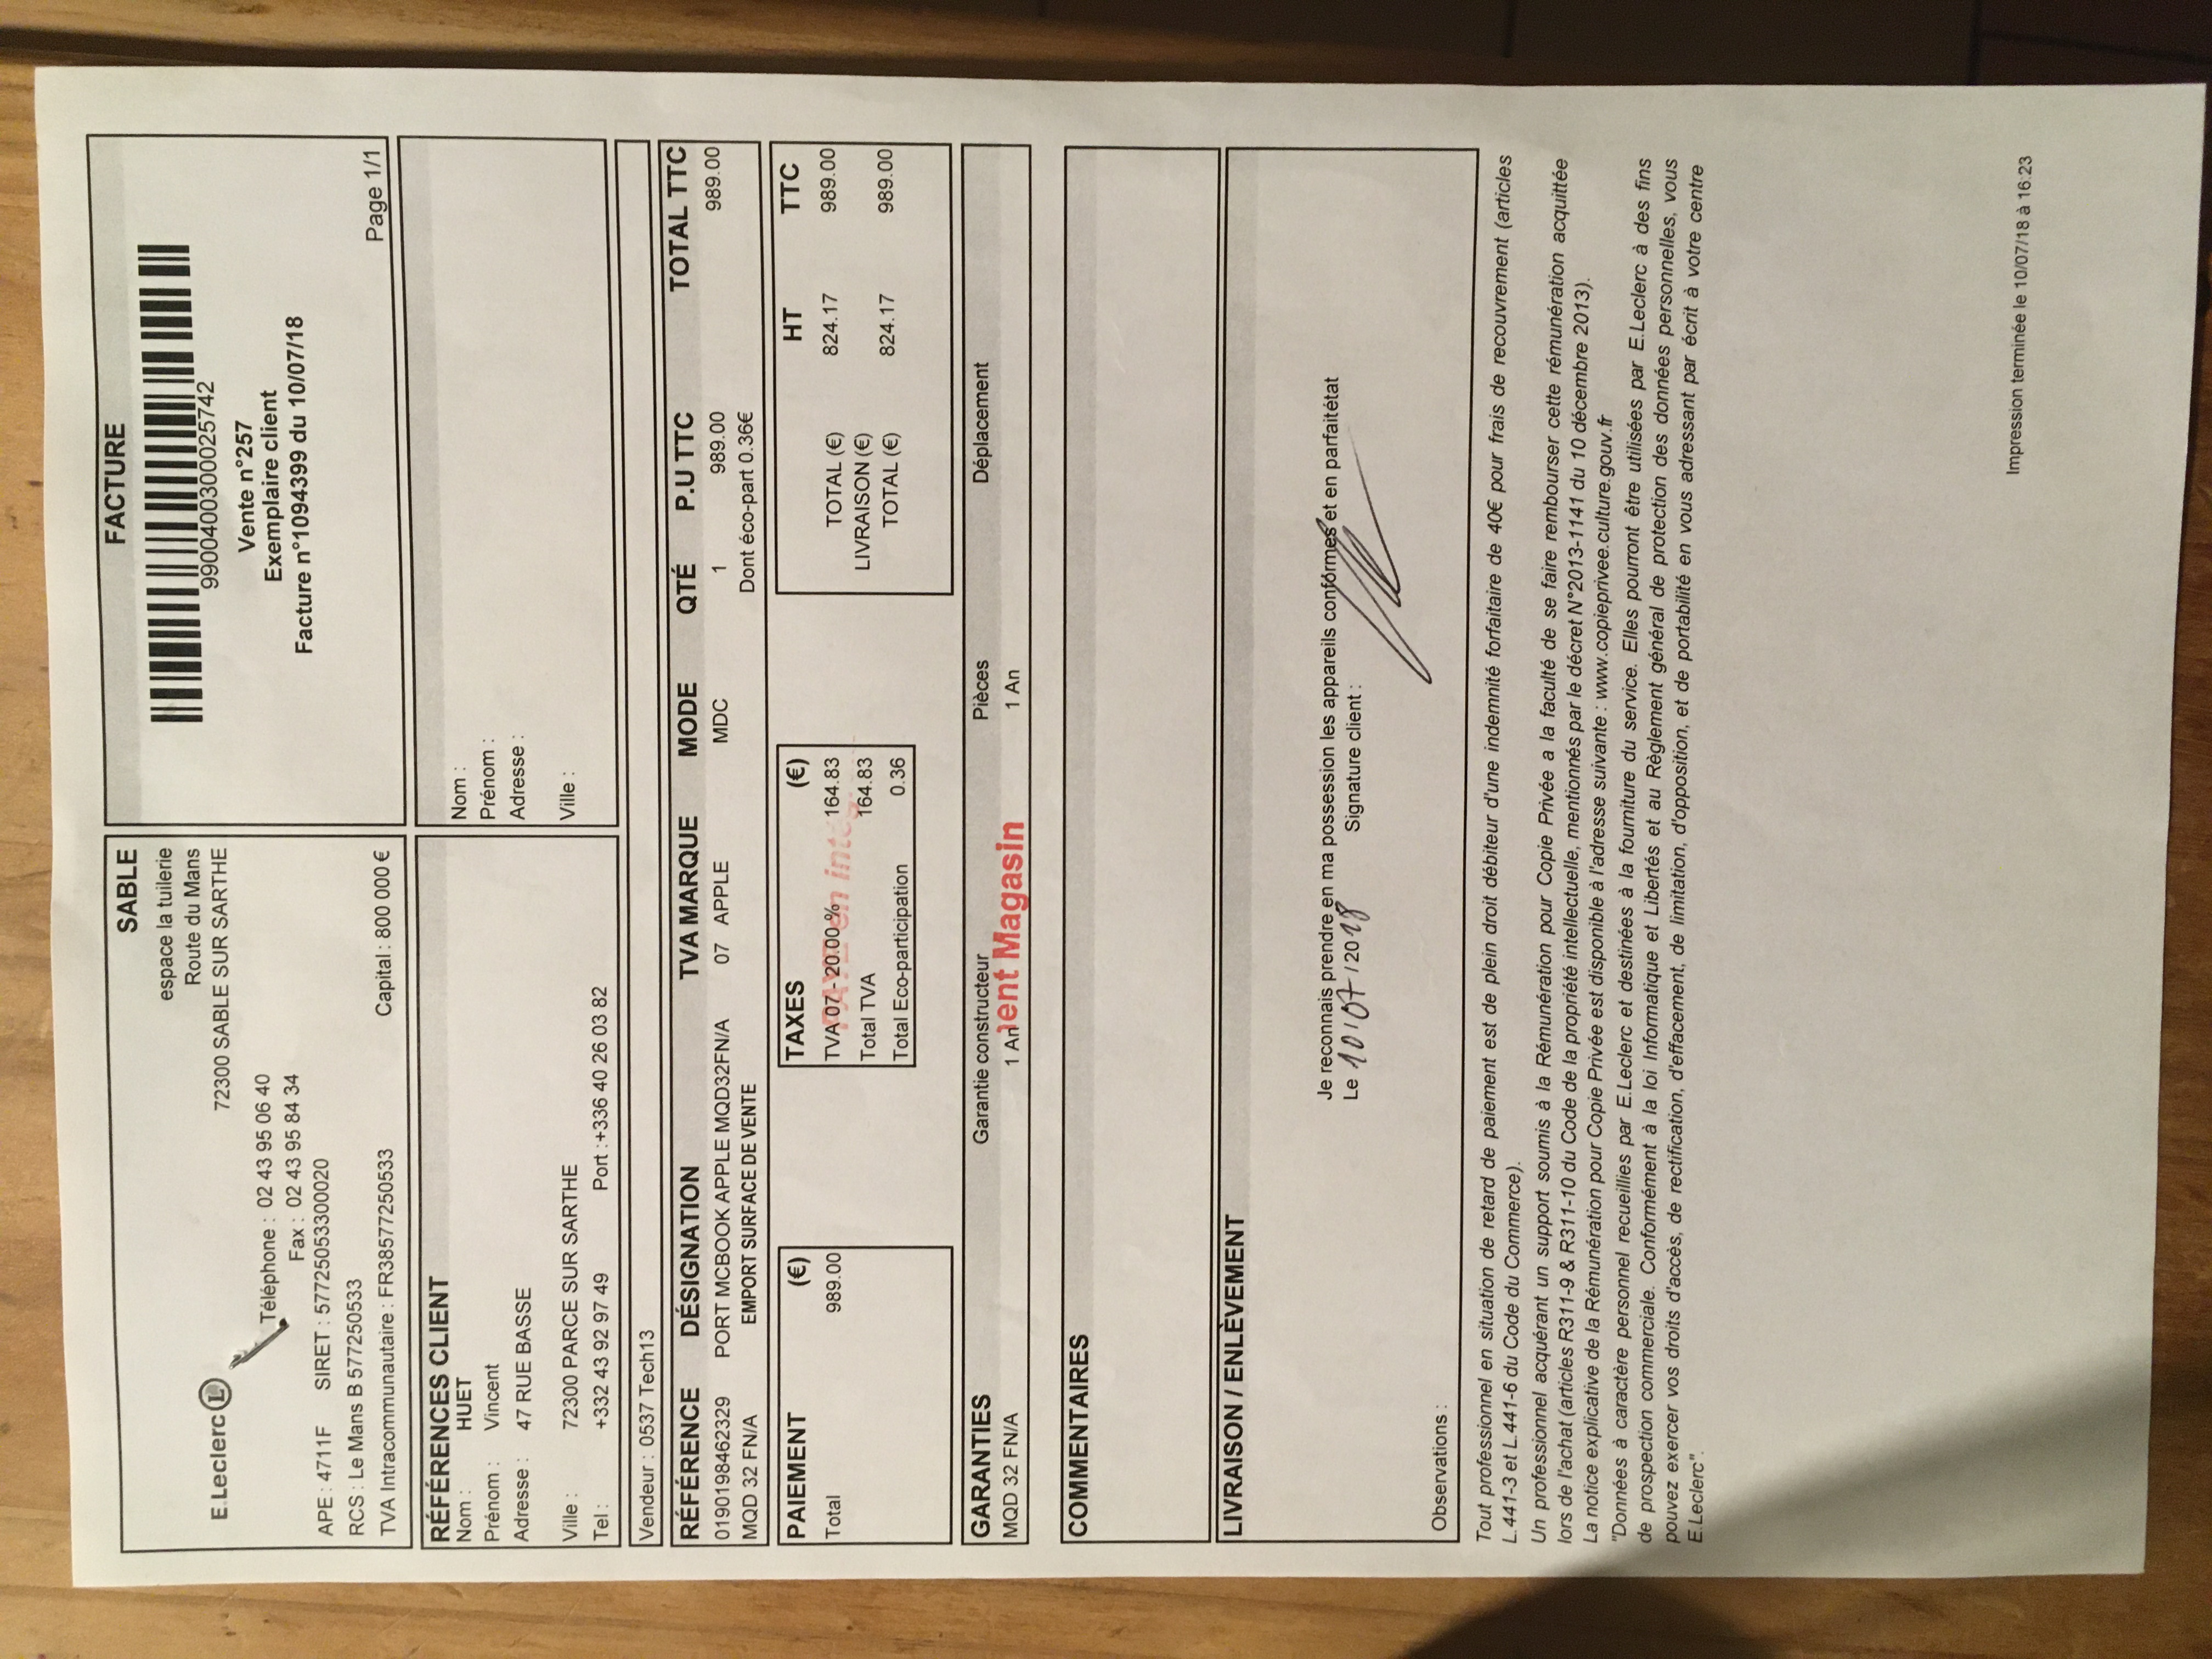 SABLE
espace la tuilerie
Route du Mans
72300 SABLE SUR SARTHE
E.Leclerc L
Téléphone : 02 43 95 06 40
Fax : 02 43 95 84 34
APE : 4711F SIRET : 57725053300020
RCS : Le Mans B 577250533
TVA Intracommunautaire : FR38577250533 Capital : 800 000 €
FACTURE
9900400300025742
Vente n°257
Exemplaire client
Facture n°1094399 du 10/07/18
Page 1/1
RÉFÉRENCES CLIENT
Nom : HUET
Prénom : Vincent
Adresse : 47 RUE BASSE
Ville : 72300 PARCE SUR SARTHE
Tel : +332 43 92 97 49 Port :+336 40 26 03 82
Nom :
Prénom :
Adresse :
Ville :
Vendeur : 0537 Tech13
RÉFÉRENCE DÉSIGNATION TVA MARQUE MODE QTÉ P.U TTC TOTAL TTC
0190198462329 PORT MCBOOK APPLE MQD32FN/A 07 APPLE MDC 1 989.00 989.00
MQD 32 FN/A EMPORT SURFACE DE VENTE Dont éco-part 0.36€
PAIEMENT (€)
Total 989.00
TAXES (€)
TVA 07 - 20.00 % 164.83
PAYE en
Total TVA 164.83
Total Eco-participation 0.36
HT TTC
TOTAL (€) 824.17 989.00
LIVRAISON (€)
TOTAL (€) 824.17 989.00
GARANTIES Garantie constructeur Pièces Déplacement
MQD 32 FN/A 1 An 1 An
ent Magasin
COMMENTAIRES
LIVRAISON / ENLÈVEMENT
Je reconnais prendre en ma possession les appareils conformes et en parfaitétat
Le 10/07/2018 Signature client :
Observations :
Tout professionnel en situation de retard de paiement est de plein droit débiteur d'une indemnité forfaitaire de 40€ pour frais de recouvrement (articles
L.441-3 et L.441-6 du Code du Commerce).
Un professionnel acquérant un support soumis à la Rémunération pour Copie Privée a la faculté de se faire rembourser cette rémunération acquittée
lors de l'achat (articles R311-9 & R311-10 du Code de la propriété intellectuelle, mentionnés par le décret N°2013-1141 du 10 décembre 2013).
La notice explicative de la Rémunération pour Copie Privée est disponible à l'adresse suivante : www.copieprivee.culture.gouv.fr
"Données à caractère personnel recueillies par E.Leclerc et destinées à la fourniture du service. Elles pourront être utilisées par E.Leclerc à des fins
de prospection commerciale. Conformément à la loi Informatique et Libertés et au Règlement général de protection des données personnelles, vous
pouvez exercer vos droits d'accès, de rectification, d'effacement, de limitation, d'opposition, et de portabilité en vous adressant par écrit à votre centre
E.Leclerc".
Impression terminée le 10/07/18 à 16:23